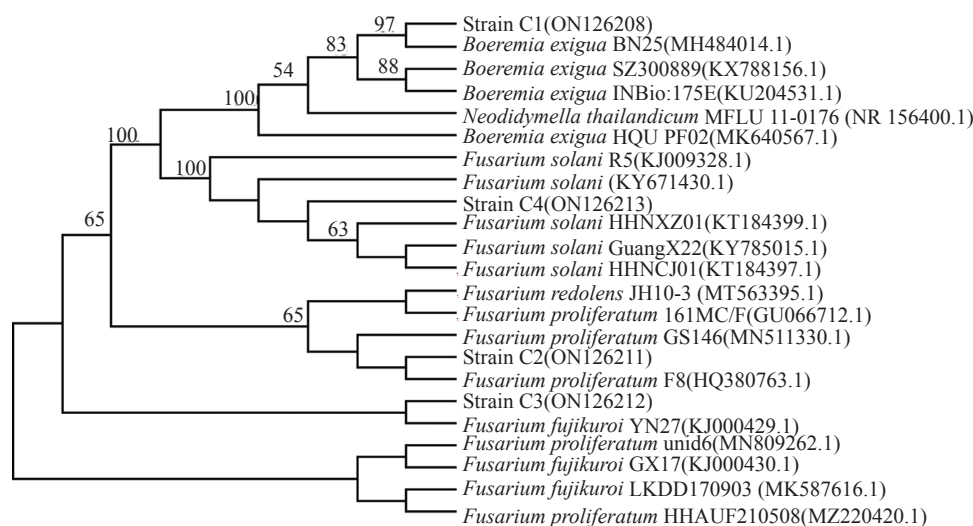 97
Strain C1(ON126208)
83
Boeremia exigua BN25(MH484014.1)
54
88
Boeremia exigua SZ300889(KX788156.1)
100
Boeremia exigua INBio:175E(KU204531.1)
Neodidymella thailandicum MFLU 11-0176 (NR 156400.1)
100
Boeremia exigua HQU PF02(MK640567.1)
100
Fusarium solani R5(KJ009328.1)
Fusarium solani (KY671430.1)
Strain C4(ON126213)
65
63
Fusarium solani HHNXZ01(KT184399.1)
Fusarium solani GuangX22(KY785015.1)
Fusarium solani HHNCJ01(KT184397.1)
Fusarium redolens JH10-3 (MT563395.1)
65
Fusarium proliferatum 161MC/F(GU066712.1)
Fusarium proliferatum GS146(MN511330.1)
Strain C2(ON126211)
Fusarium proliferatum F8(HQ380763.1)
Strain C3(ON126212)
Fusarium fujikuroi YN27(KJ000429.1)
Fusarium proliferatum unid6(MN809262.1)
Fusarium fujikuroi GX17(KJ000430.1)
Fusarium fujikuroi LKDD170903 (MK587616.1)
Fusarium proliferatum HHAUF210508(MZ220420.1)